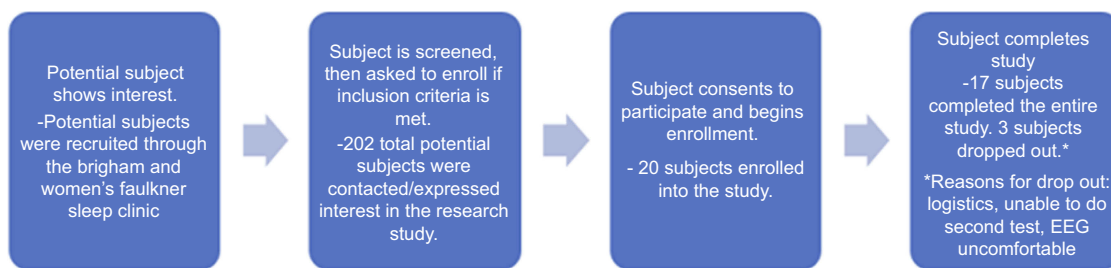 Potential subject
shows interest.
-Potential subjects
were recruited through
the brigham and
women's faulkner
sleep clinic
Subject is screened,
then asked to enroll if
inclusion criteria is
met.
-202 total potential
subjects were
contacted/expressed
interest in the research
study.
Subject consents to
participate and begins
enrollment.
- 20 subjects enrolled
into the study.
Subject completes
study
-17 subjects
completed the entire
study. 3 subjects
dropped out.*
*Reasons for drop out:
logistics, unable to do
second test, EEG
uncomfortable